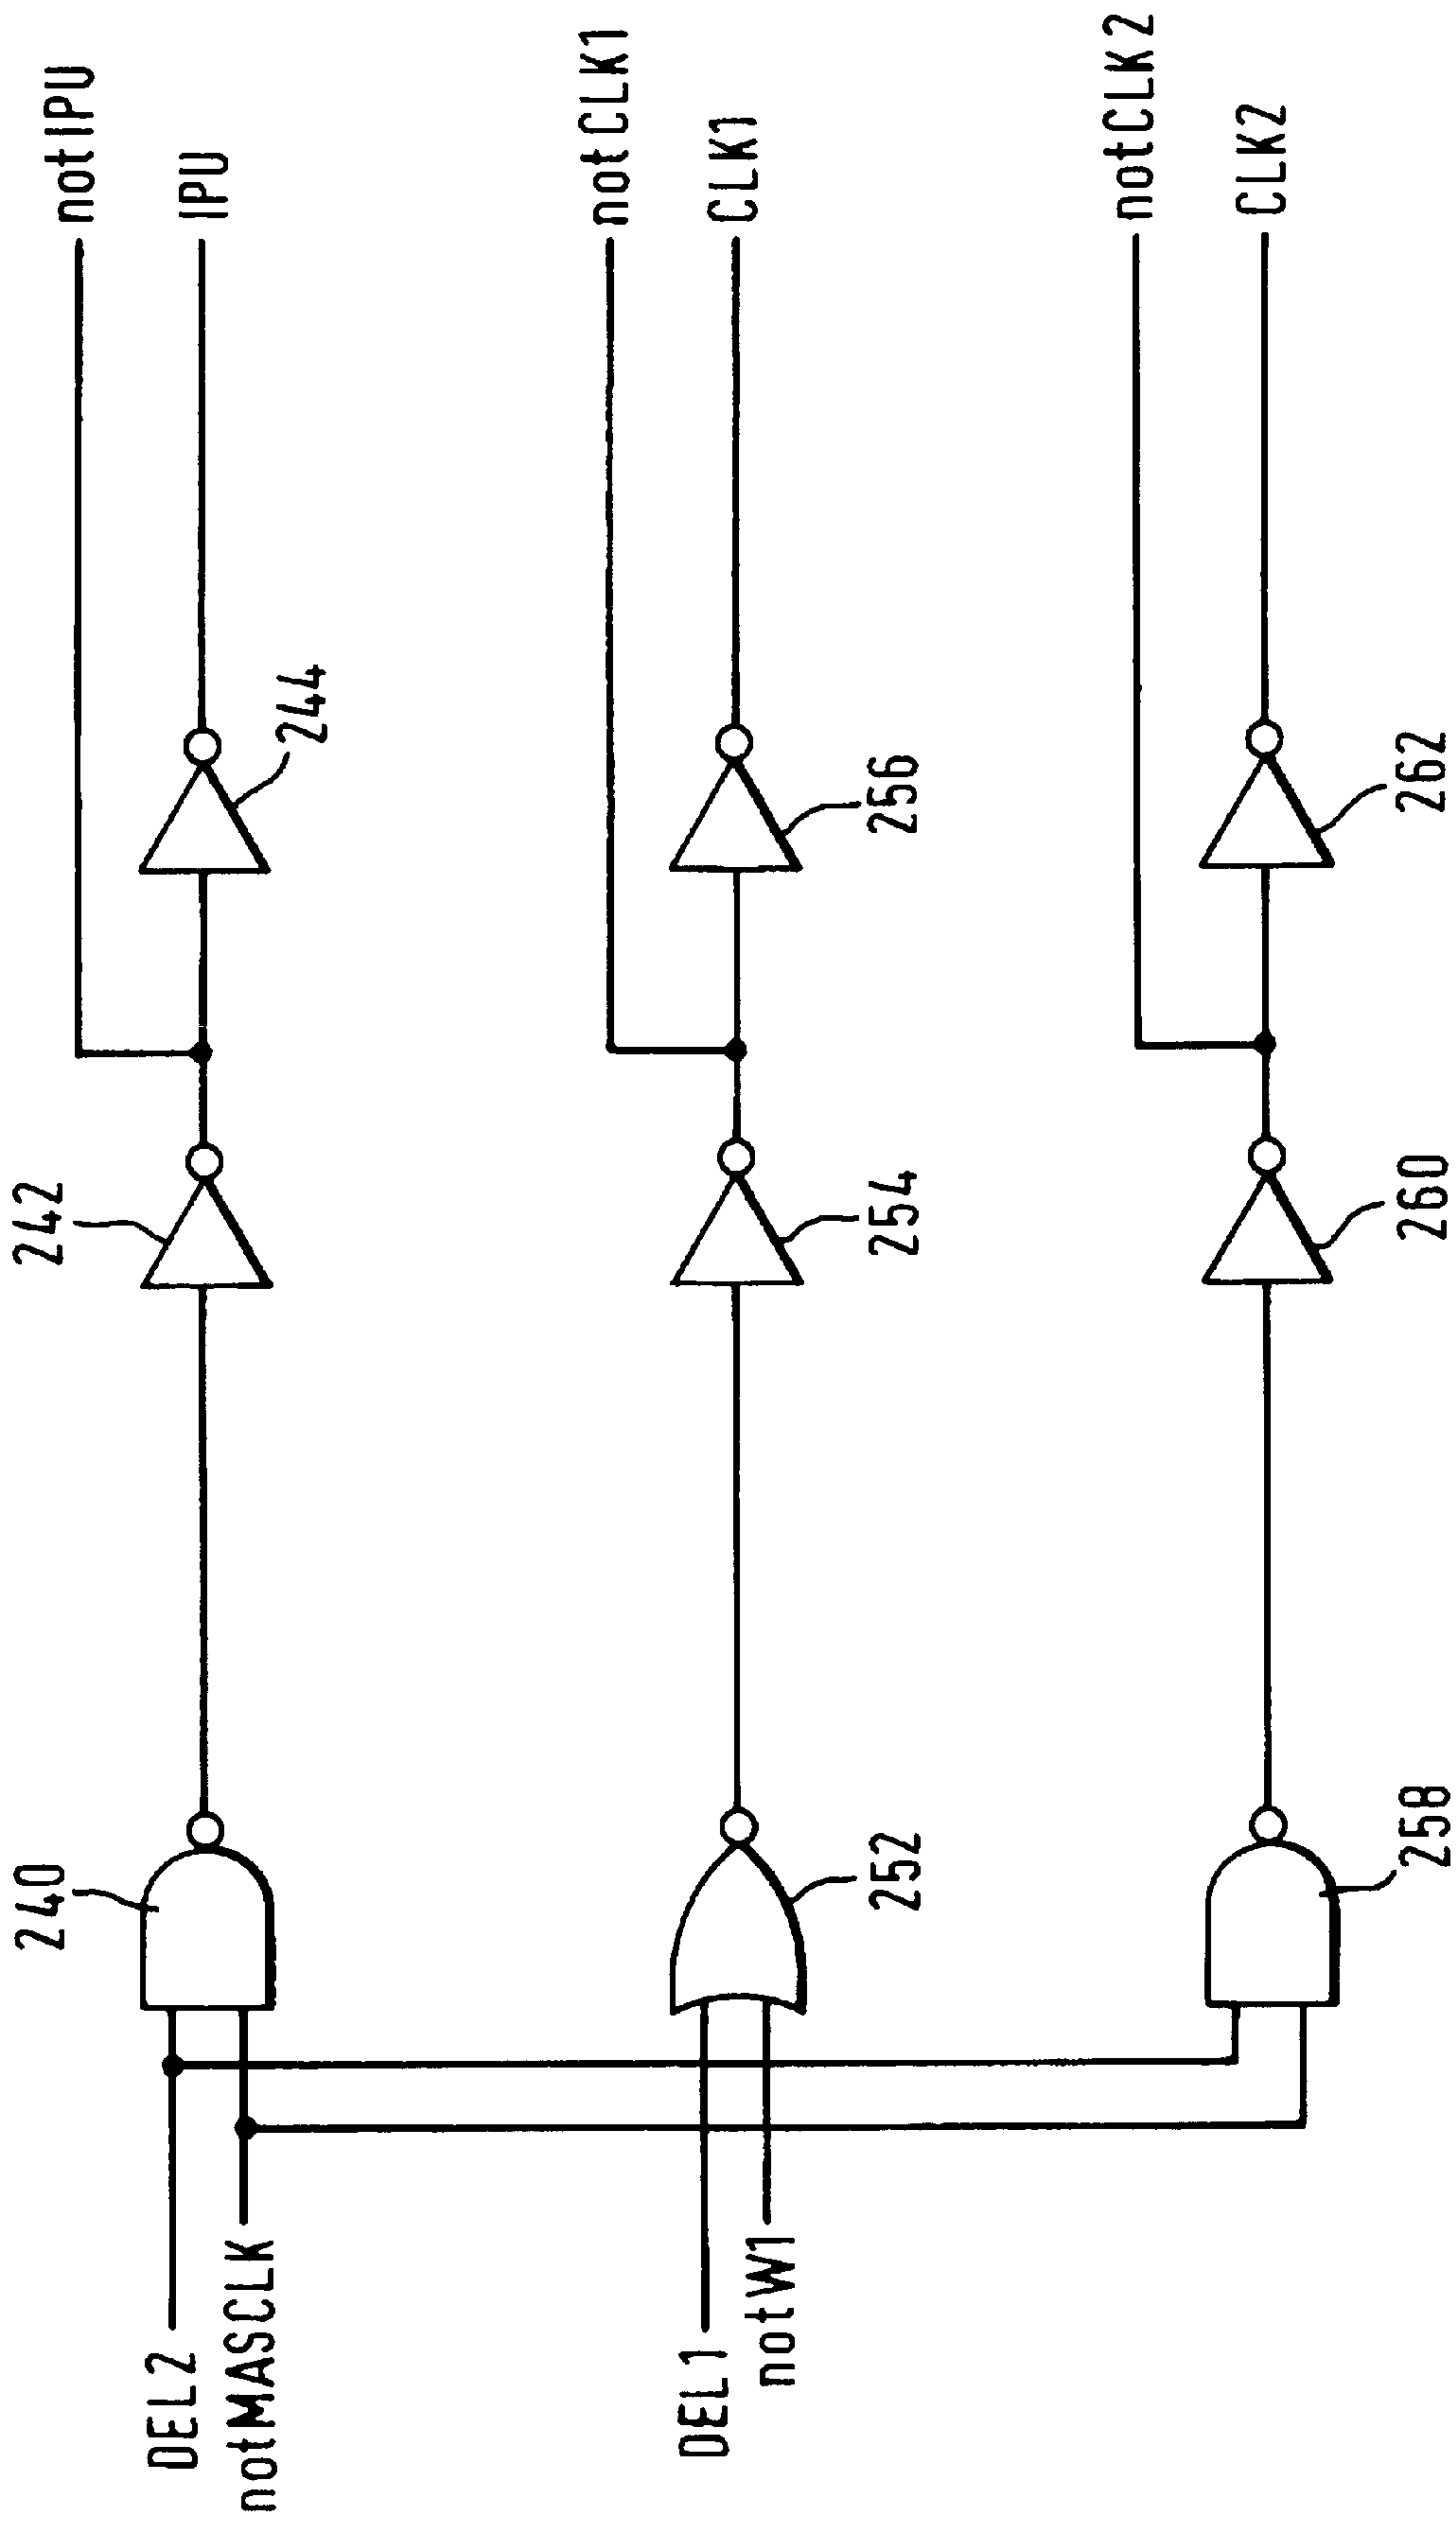 notIPU
IPU
242
244
240
DEL2
notMASCLK
notCLK1
CLK1
254
256
252
DEL1
notW1
notCLK2
CLK2
260
262
258